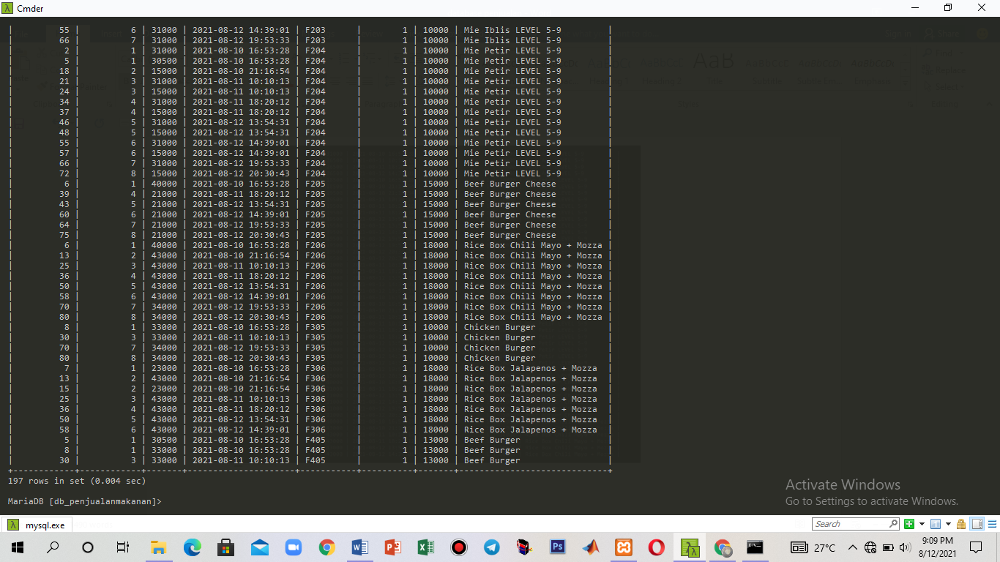 Cmder
| 55 | 6 | 31000 | 2021-08-12 14:39:01 | F203 | 1 | 10000 | Mie Iblis LEVEL 5-9 |
| 66 | 7 | 31000 | 2021-08-12 19:53:33 | F203 | 1 | 10000 | Mie Iblis LEVEL 5-9 |
| 2 | 1 | 31000 | 2021-08-10 16:53:28 | F204 | 1 | 10000 | Mie Petir LEVEL 5-9 |
| 5 | 1 | 30500 | 2021-08-10 16:53:28 | F204 | 1 | 10000 | Mie Petir LEVEL 5-9 |
| 18 | 2 | 15000 | 2021-08-10 21:16:54 | F204 | 1 | 10000 | Mie Petir LEVEL 5-9 |
| 21 | 3 | 31000 | 2021-08-11 10:10:13 | F204 | 1 | 10000 | Mie Petir LEVEL 5-9 |
| 24 | 3 | 15000 | 2021-08-11 10:10:13 | F204 | 1 | 10000 | Mie Petir LEVEL 5-9 |
| 34 | 4 | 31000 | 2021-08-11 18:20:12 | F204 | 1 | 10000 | Mie Petir LEVEL 5-9 |
| 37 | 4 | 15000 | 2021-08-11 18:20:12 | F204 | 1 | 10000 | Mie Petir LEVEL 5-9 |
| 46 | 5 | 31000 | 2021-08-12 13:54:31 | F204 | 1 | 10000 | Mie Petir LEVEL 5-9 |
| 48 | 5 | 15000 | 2021-08-12 13:54:31 | F204 | 1 | 10000 | Mie Petir LEVEL 5-9 |
| 55 | 6 | 31000 | 2021-08-12 14:39:01 | F204 | 1 | 10000 | Mie Petir LEVEL 5-9 |
| 57 | 6 | 15000 | 2021-08-12 14:39:01 | F204 | 1 | 10000 | Mie Petir LEVEL 5-9 |
| 66 | 7 | 31000 | 2021-08-12 19:53:33 | F204 | 1 | 10000 | Mie Petir LEVEL 5-9 |
| 72 | 8 | 15000 | 2021-08-12 20:30:43 | F204 | 1 | 10000 | Mie Petir LEVEL 5-9 |
| 6 | 1 | 40000 | 2021-08-10 16:53:28 | F205 | 1 | 15000 | Beef Burger Cheese |
| 39 | 4 | 21000 | 2021-08-11 18:20:12 | F205 | 1 | 15000 | Beef Burger Cheese |
| 43 | 5 | 21000 | 2021-08-12 13:54:31 | F205 | 1 | 15000 | Beef Burger Cheese |
| 60 | 6 | 21000 | 2021-08-12 14:39:01 | F205 | 1 | 15000 | Beef Burger Cheese |
| 64 | 7 | 21000 | 2021-08-12 19:53:33 | F205 | 1 | 15000 | Beef Burger Cheese |
| 75 | 8 | 21000 | 2021-08-12 20:30:43 | F205 | 1 | 15000 | Beef Burger Cheese |
| 6 | 1 | 40000 | 2021-08-10 16:53:28 | F206 | 1 | 18000 | Rice Box Chili Mayo + Mozza |
| 13 | 2 | 43000 | 2021-08-10 21:16:54 | F206 | 1 | 18000 | Rice Box Chili Mayo + Mozza |
| 25 | 3 | 43000 | 2021-08-11 10:10:13 | F206 | 1 | 18000 | Rice Box Chili Mayo + Mozza |
| 36 | 4 | 43000 | 2021-08-11 18:20:12 | F206 | 1 | 18000 | Rice Box Chili Mayo + Mozza |
| 50 | 5 | 43000 | 2021-08-12 13:54:31 | F206 | 1 | 18000 | Rice Box Chili Mayo + Mozza |
| 58 | 6 | 43000 | 2021-08-12 14:39:01 | F206 | 1 | 18000 | Rice Box Chili Mayo + Mozza |
| 70 | 7 | 34000 | 2021-08-12 19:53:33 | F206 | 1 | 18000 | Rice Box Chili Mayo + Mozza |
| 80 | 8 | 34000 | 2021-08-12 20:30:43 | F206 | 1 | 18000 | Rice Box Chili Mayo + Mozza |
| 8 | 1 | 33000 | 2021-08-10 16:53:28 | F305 | 1 | 10000 | Chicken Burger |
| 30 | 3 | 33000 | 2021-08-11 10:10:13 | F305 | 1 | 10000 | Chicken Burger |
| 70 | 7 | 34000 | 2021-08-12 19:53:33 | F305 | 1 | 10000 | Chicken Burger |
| 80 | 8 | 34000 | 2021-08-12 20:30:43 | F305 | 1 | 10000 | Chicken Burger |
| 7 | 1 | 23000 | 2021-08-10 16:53:28 | F306 | 1 | 18000 | Rice Box Jalapenos + Mozza |
| 13 | 2 | 43000 | 2021-08-10 21:16:54 | F306 | 1 | 18000 | Rice Box Jalapenos + Mozza |
| 15 | 2 | 23000 | 2021-08-10 21:16:54 | F306 | 1 | 18000 | Rice Box Jalapenos + Mozza |
| 25 | 3 | 43000 | 2021-08-11 10:10:13 | F306 | 1 | 18000 | Rice Box Jalapenos + Mozza |
| 36 | 4 | 43000 | 2021-08-11 18:20:12 | F306 | 1 | 18000 | Rice Box Jalapenos + Mozza |
| 50 | 5 | 43000 | 2021-08-12 13:54:31 | F306 | 1 | 18000 | Rice Box Jalapenos + Mozza |
| 58 | 6 | 43000 | 2021-08-12 14:39:01 | F306 | 1 | 18000 | Rice Box Jalapenos + Mozza |
| 5 | 1 | 30500 | 2021-08-10 16:53:28 | F405 | 1 | 13000 | Beef Burger |
| 8 | 1 | 33000 | 2021-08-10 16:53:28 | F405 | 1 | 13000 | Beef Burger |
| 30 | 3 | 33000 | 2021-08-11 10:10:13 | F405 | 1 | 13000 | Beef Burger |
197 rows in set (0.004 sec)
MariaDB [db_penjualanmakanan]>
Activate Windows
Go to Settings to activate Windows.
mysql.exe
Search
27°C
9:09 PM
8/12/2021